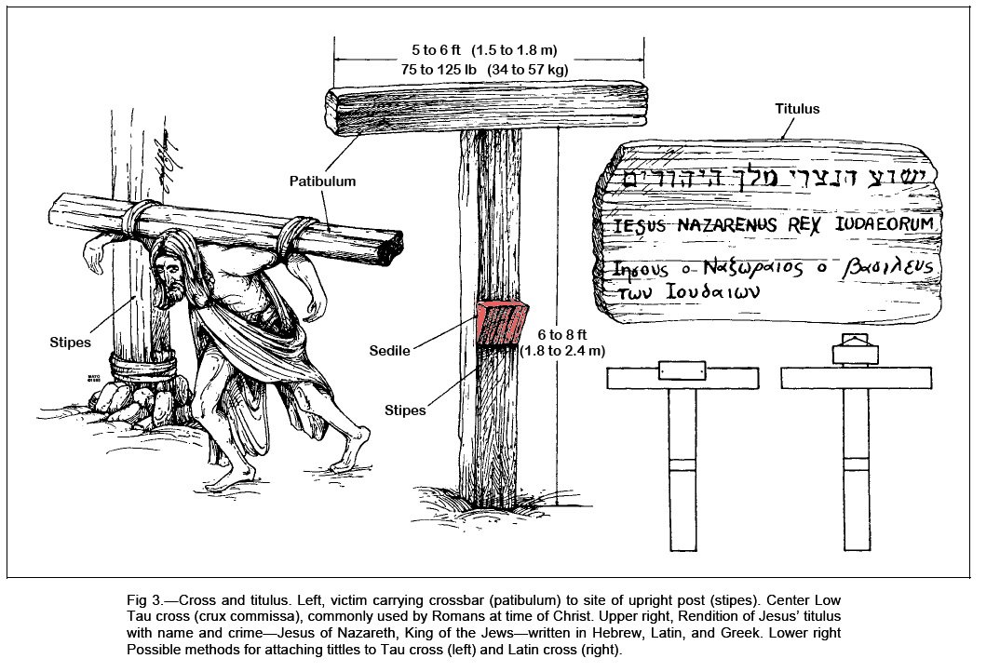 5 to 6 ft (1.5 to 1.8 m)
75 to 125 lb (34 to 57 kg)
Titulus
Patibulum
ישוע הנצרי מלך היהודים
IESUS NAZARENUS REX IUDAEORUM
Ιησους ο Ναζωραιος ο βασιλευς
των Ιουδαιων
Stipes
Sedile
6 to 8 ft
(1.8 to 2.4 m)
Stipes
Fig 3.—Cross and titulus. Left, victim carrying crossbar (patibulum) to site of upright post (stipes). Center Low
Tau cross (crux commissa), commonly used by Romans at time of Christ. Upper right, Rendition of Jesus' titulus
with name and crime—Jesus of Nazareth, King of the Jews—written in Hebrew, Latin, and Greek. Lower right
Possible methods for attaching tittles to Tau cross (left) and Latin cross (right).